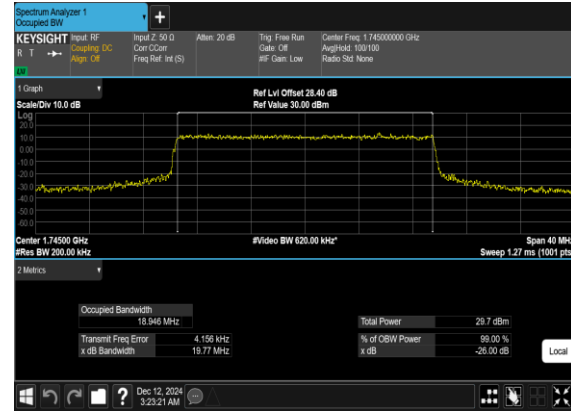 Spectrum Analyzer 1
Occupied BW
+
KEYSIGHT Input: RF Input Z: 50 Ω Atten: 20 dB Trig: Free Run Center Freq: 1.745000000 GHz
R T Coupling: DC Corr CCorr Gate: Off Avg|Hold: 100/100
Align: Off Freq Ref: Int (S) #IF Gain: Low Radio Std: None
LU
1 Graph
Ref Lvl Offset 28.40 dB
Scale/Div 10.0 dB Ref Value 30.00 dBm
Log
20.0
10.0
0.00
-10.0
-20.0
-30.0
-40.0
-50.0
-60.0
Center 1.74500 GHz #Video BW 620.00 kHz* Span 40 MHz
#Res BW 200.00 kHz Sweep 1.27 ms (1001 pts)
2 Metrics
Occupied Bandwidth
18.946 MHz Total Power 29.7 dBm
Transmit Freq Error 4.156 kHz % of OBW Power 99.00 %
x dB Bandwidth 19.77 MHz x dB -26.00 dB
Local
? Dec 12, 2024
3:23:21 AM